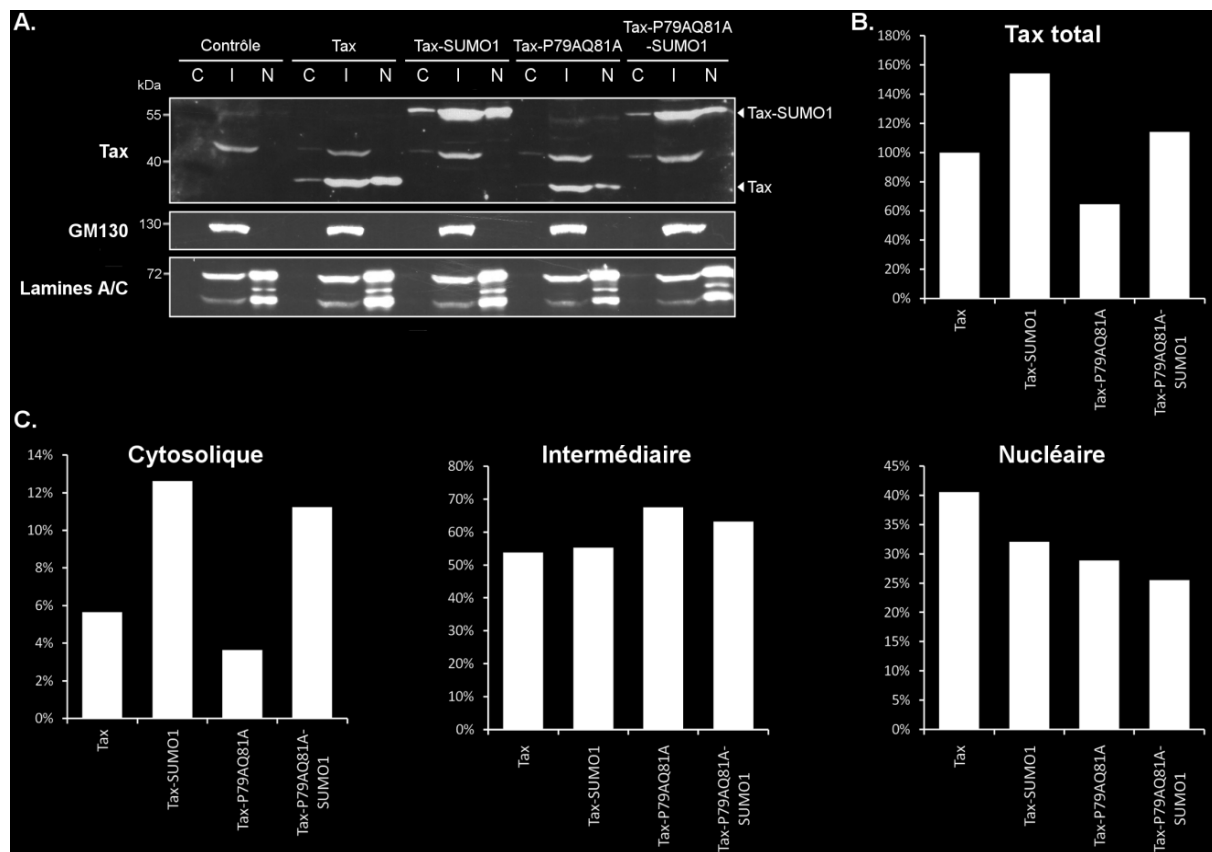 A.
Contrôle
Tax
Tax-SUMO1
Tax-P79AQ81A
Tax-P79AQ81A
-SUMO1
C I N C I N C I N C I N C I N
kDa
Tax
55
40
Tax-SUMO1
Tax
GM130
130
Lamines A/C
72
B.
Tax total
180%
160%
140%
120%
100%
80%
60%
40%
20%
0%
Tax
Tax-SUMO1
Tax-P79AQ81A
Tax-P79AQ81A-
SUMO1
C.
Cytosolique
14%
12%
10%
8%
6%
4%
2%
0%
Tax
Tax-SUMO1
Tax-P79AQ81A
Tax-P79AQ81A-
SUMO1
Intermédiaire
80%
70%
60%
50%
40%
30%
20%
10%
0%
Tax
Tax-SUMO1
Tax-P79AQ81A
Tax-P79AQ81A-
SUMO1
Nucléaire
45%
40%
35%
30%
25%
20%
15%
10%
5%
0%
Tax
Tax-SUMO1
Tax-P79AQ81A
Tax-P79AQ81A-
SUMO1